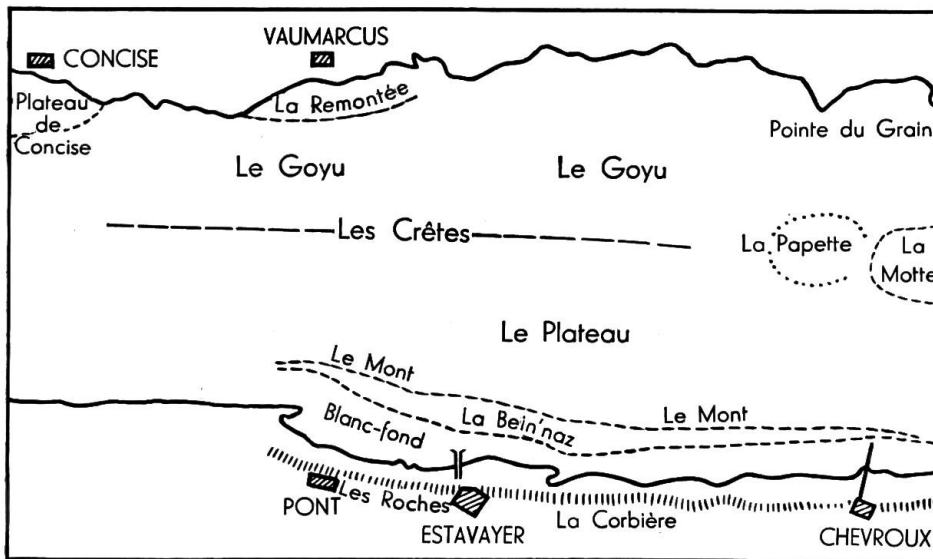 CONCISE
VAUMARCUS
Plateau
de
Concise
La Remontée
Pointe du Grain
Le Goyu
Le Goyu
Les Crêtes
La Papette
La
Motte
Le Plateau
Le Mont
Le Mont
La Bein'naz
Blanc-fond
PONT
Les Roches
ESTAVAYER
La Corbière
CHEVROUX